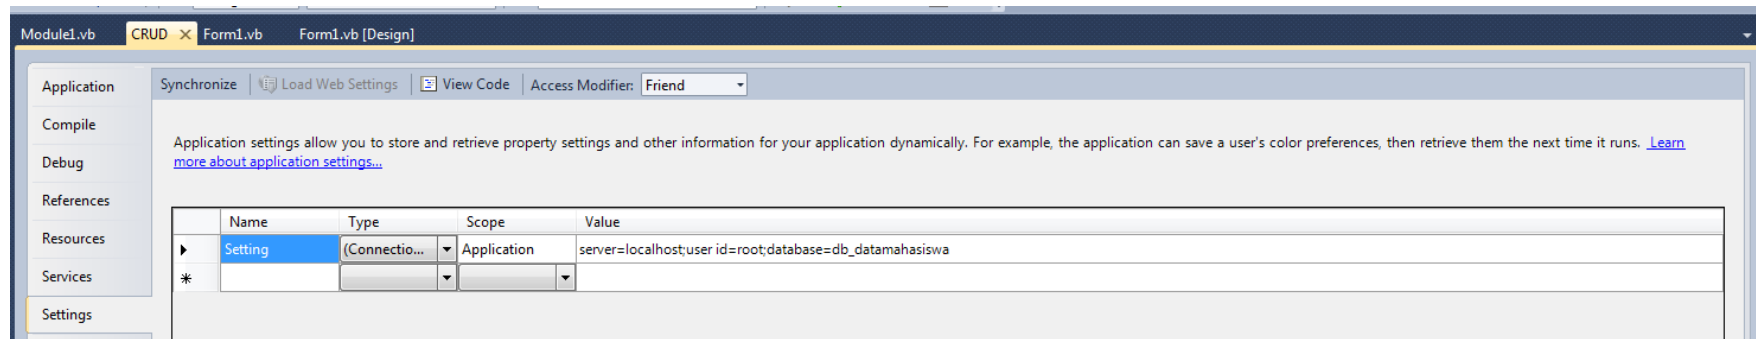 Module1.vb CRUD Form1.vb Form1.vb [Design]
Synchronize Load Web Settings View Code Access Modifier: Friend
Application
Compile
Debug
References
Resources
Services
Settings
Application settings allow you to store and retrieve property settings and other information for your application dynamically. For example, the application can save a user's color preferences, then retrieve them the next time it runs. Learn
more about application settings...
Name Type Scope Value
Setting (Connectio... Application server=localhost;user id=root;database=db_datamahasiswa